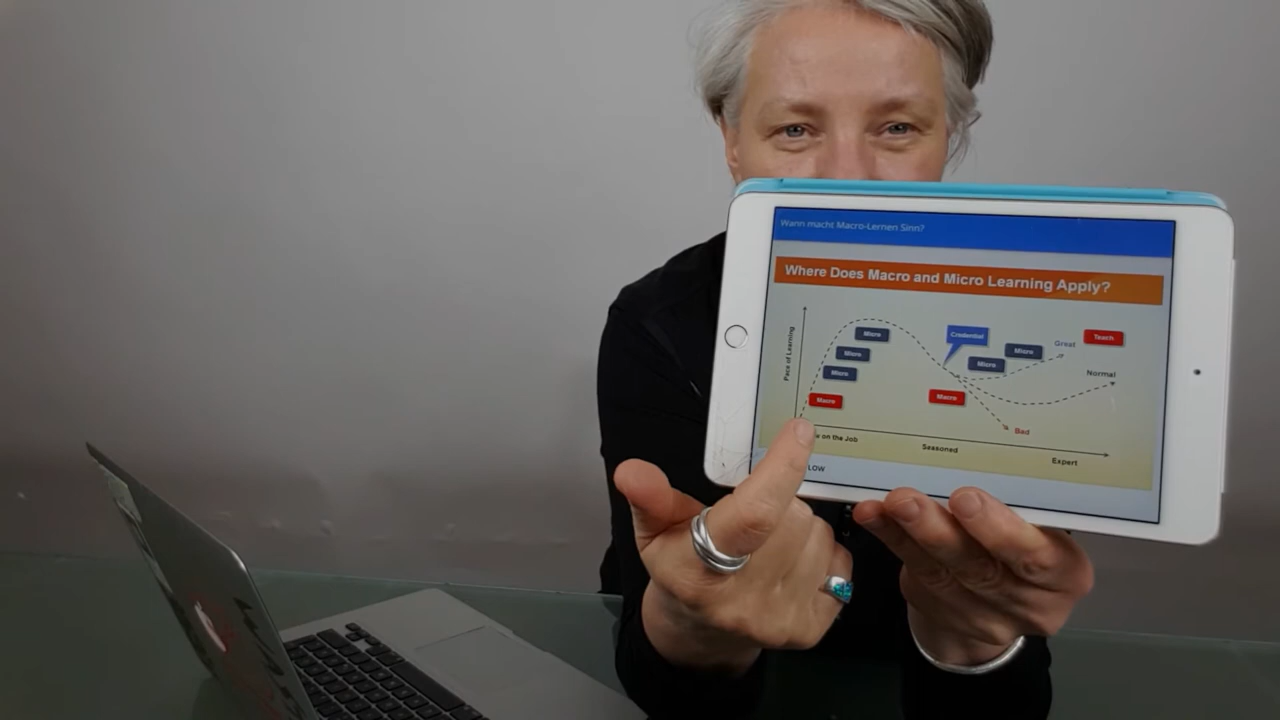 Wann macht Macro-Lernen Sinn?
Where Does Macro and Micro Learning Apply?
Pace of Learning
Micro
Micro
Micro
Macro
Credential
Micro
Micro
Great
Teach
Normal
Macro
Bad
on the Job
Seasoned
Expert
LOW